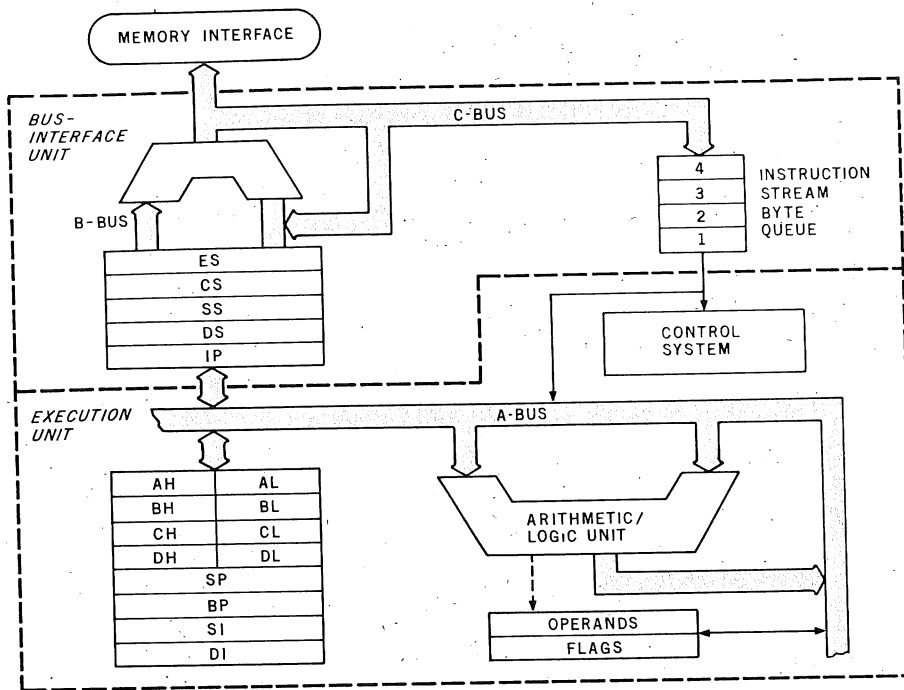 MEMORY INTERFACE
BUS-
INTERFACE
UNIT
C-BUS
B-BUS
4
3
2
1
INSTRUCTION
STREAM
BYTE
QUEUE
ES
CS
SS
DS
IP
CONTROL
SYSTEM
EXECUTION
UNIT
A-BUS
AH AL
BH BL
CH CL
DH DL
SP
BP
SI
DI
ARITHMETIC/
LOGIC UNIT
OPERANDS
FLAGS